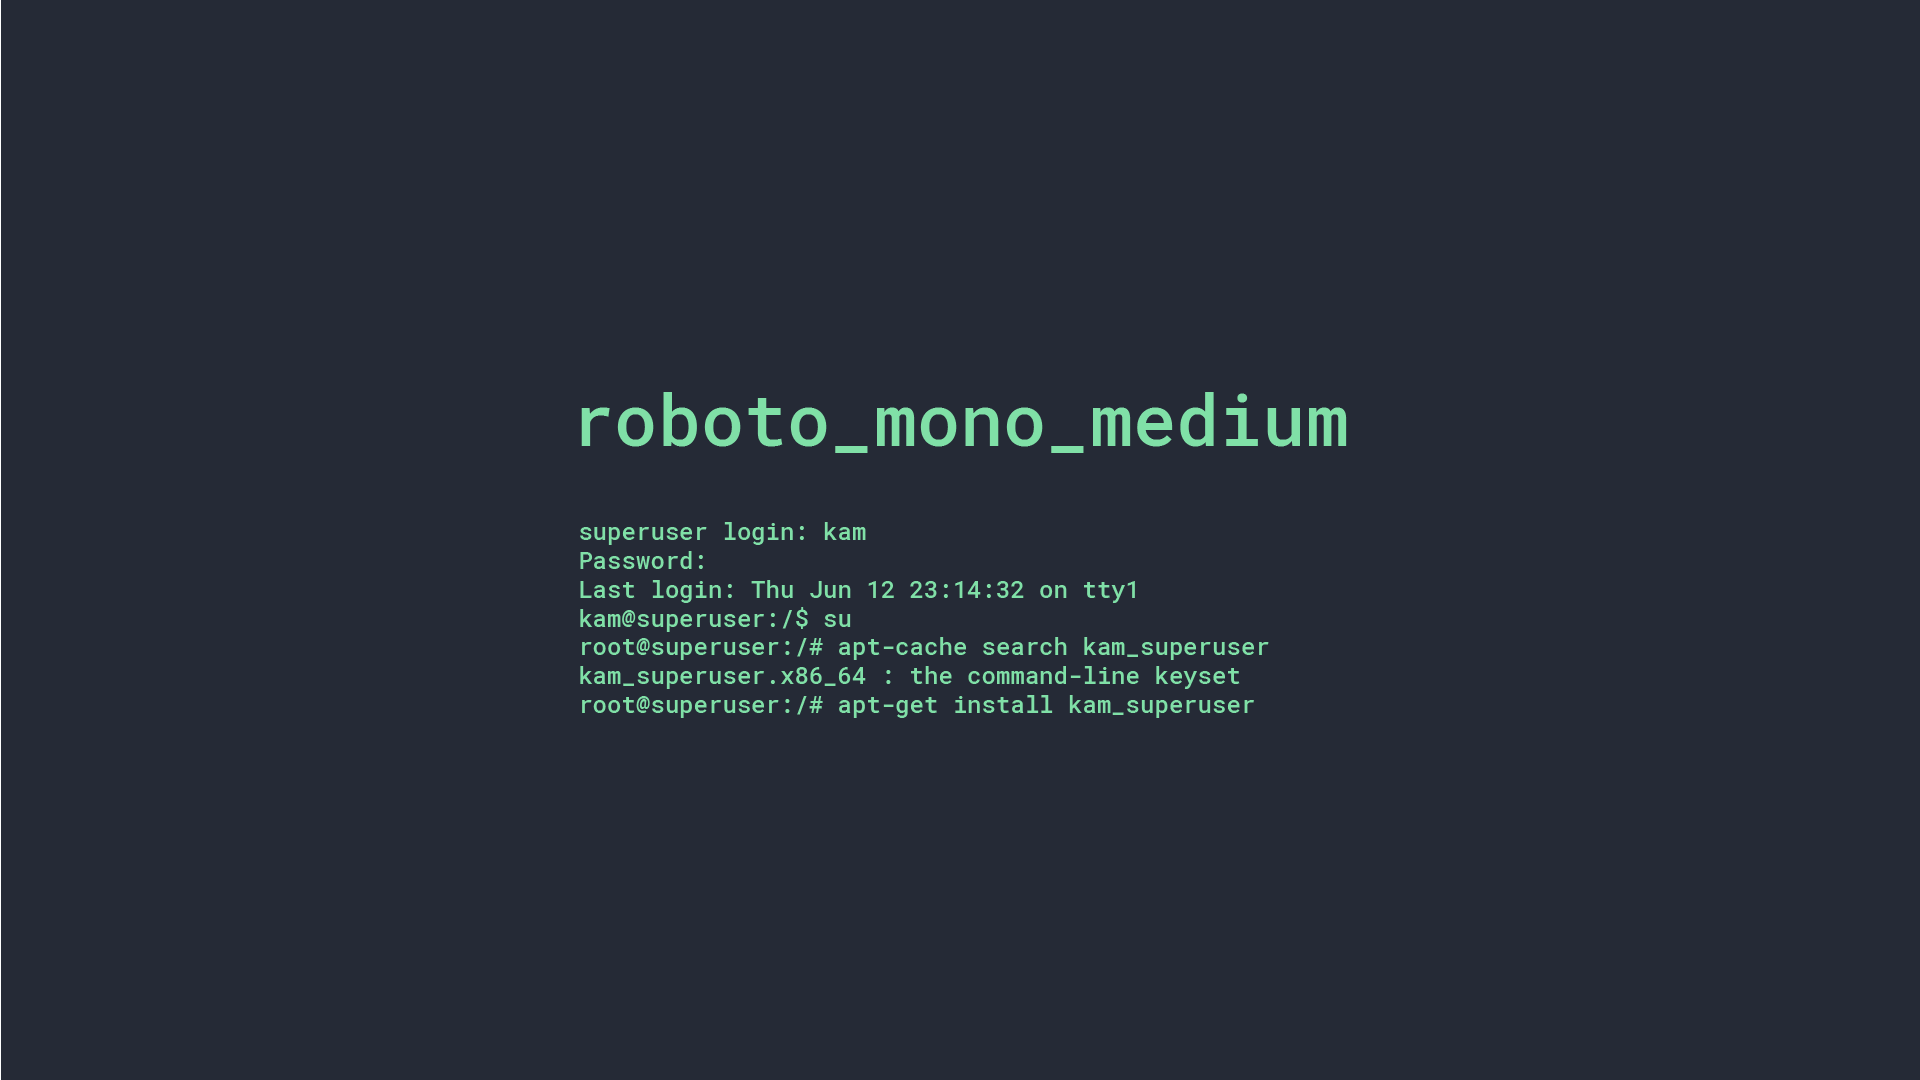 roboto_mono_medium
superuser login: kam
Password:
Last login: Thu Jun 12 23:14:32 on tty1
kam@superuser:/$ su
root@superuser:/# apt-cache search kam_superuser
kam_superuser.x86_64 : the command-line keyset
root@superuser:/# apt-get install kam_superuser